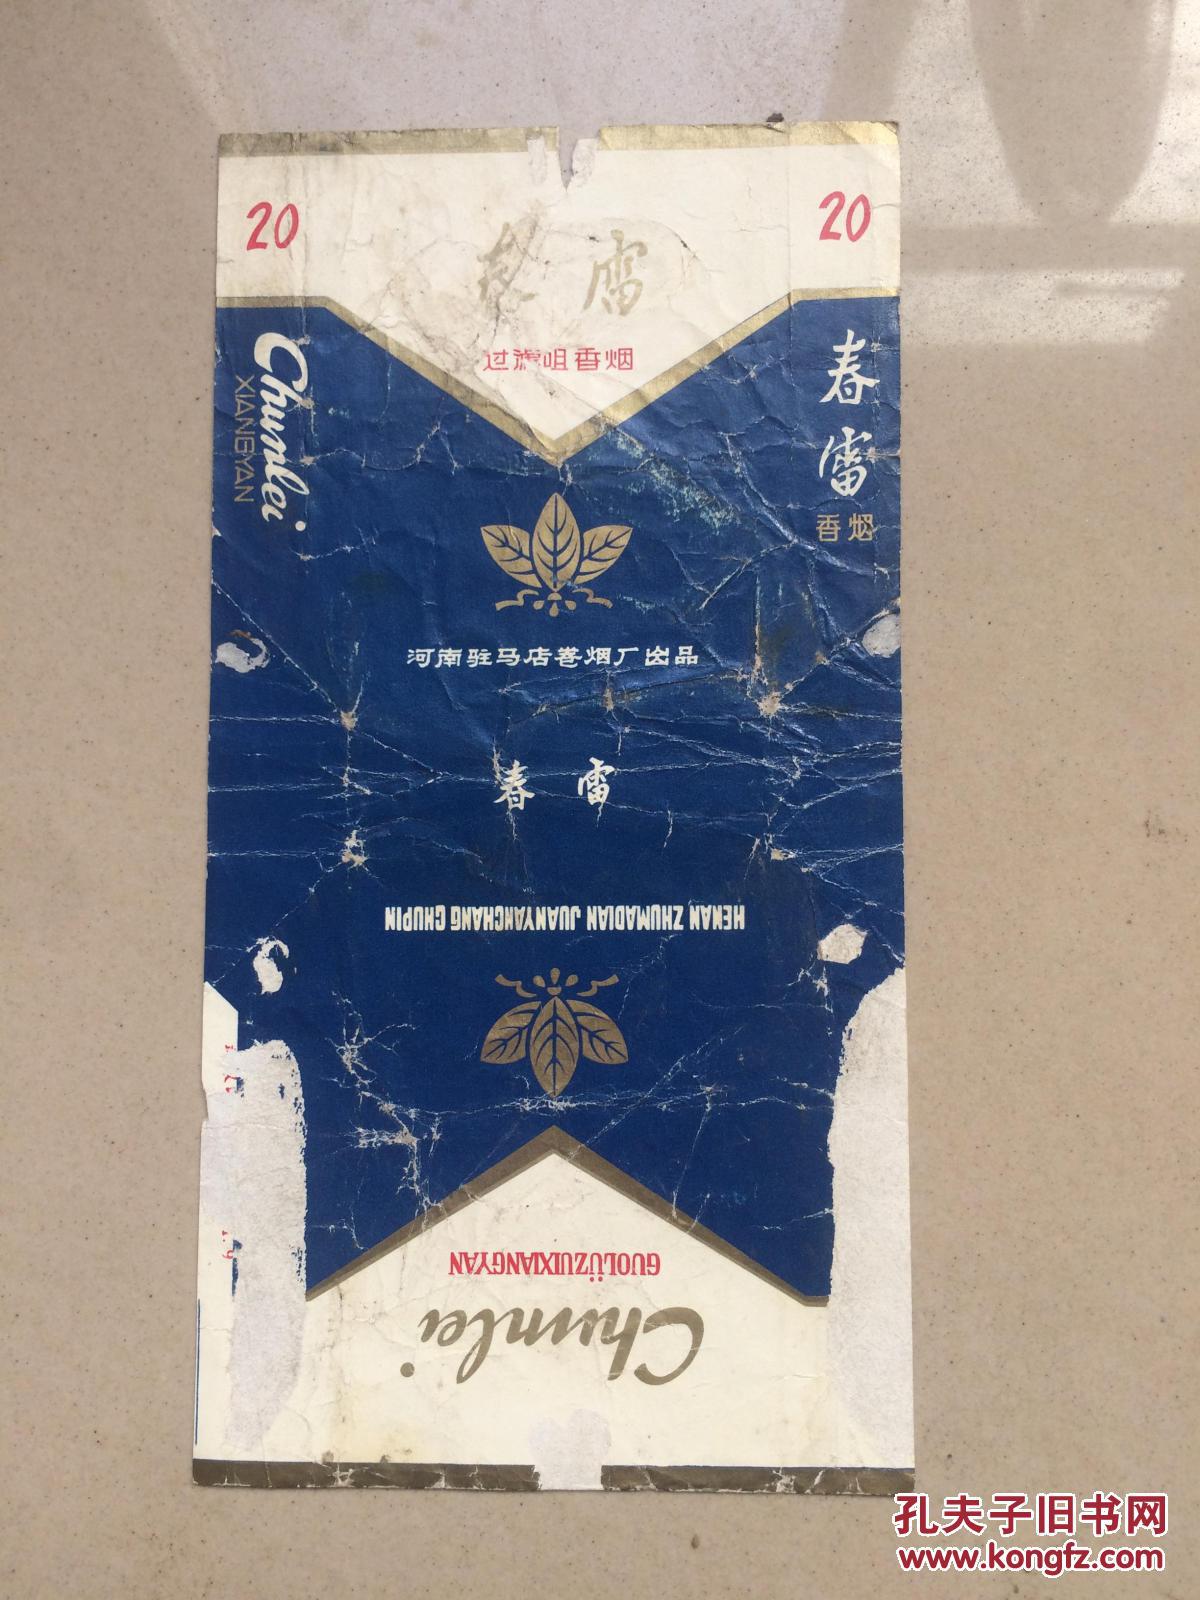 20
20
春雷
过滤咀香烟
Chunlei
XIANGYAN
春雷
香烟
河南驻马店卷烟厂出品
春雷
HENAN ZHUMADIAN JUANYANCHANG CHUPIN
GUOLÜZUIXIANGYAN
Chunlei
孔夫子旧书网
www.kongfz.com